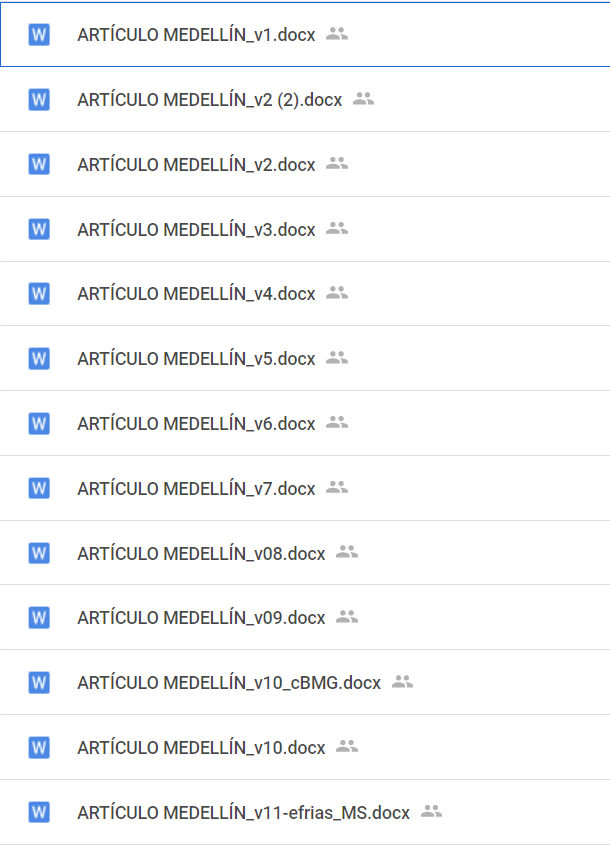 W ARTÍCULO MEDELLÍN_v1.docx
W ARTÍCULO MEDELLÍN_v2 (2).docx
W ARTÍCULO MEDELLÍN_v2.docx
W ARTÍCULO MEDELLÍN_v3.docx
W ARTÍCULO MEDELLÍN_v4.docx
W ARTÍCULO MEDELLÍN_v5.docx
W ARTÍCULO MEDELLÍN_v6.docx
W ARTÍCULO MEDELLÍN_v7.docx
W ARTÍCULO MEDELLÍN_v08.docx
W ARTÍCULO MEDELLÍN_v09.docx
W ARTÍCULO MEDELLÍN_v10_cBMG.docx
W ARTÍCULO MEDELLÍN_v10.docx
W ARTÍCULO MEDELLÍN_v11-efrias_MS.docx